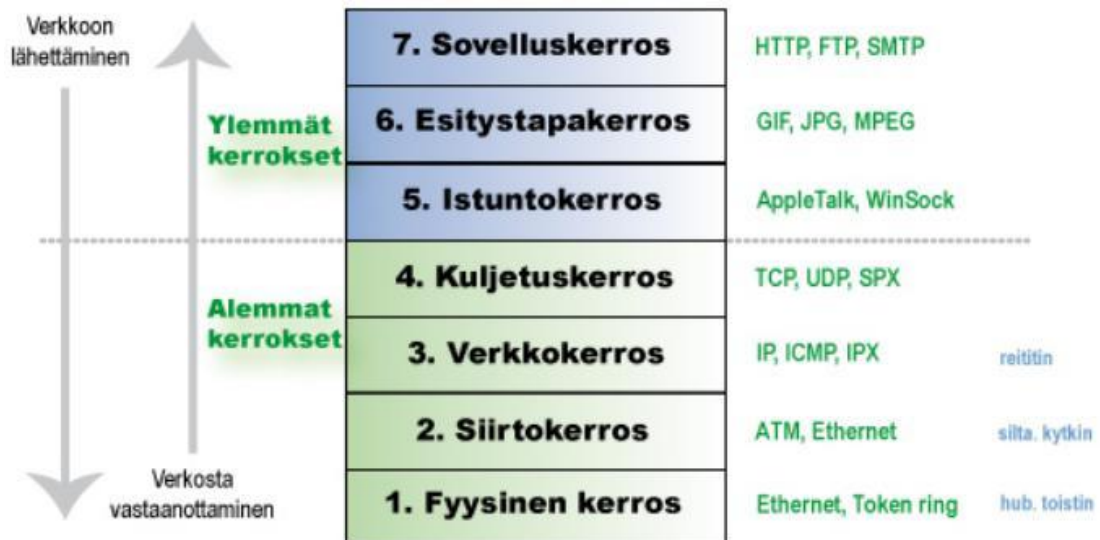 Verkkoon
lähettäminen
7. Sovelluskerros
HTTP, FTP, SMTP
Ylemmät
kerrokset
6. Esitystapakerros
GIF, JPG, MPEG
5. Istuntokerros
AppleTalk, WinSock
Alemmat
kerrokset
4. Kuljetuskerros
TCP, UDP, SPX
3. Verkkokerros
IP, ICMP, IPX
reititin
2. Siirtokerros
ATM, Ethernet
silta. kytkin
Verkosta
vastaanottaminen
1. Fyysinen kerros
Ethernet, Token ring
hub. toistin